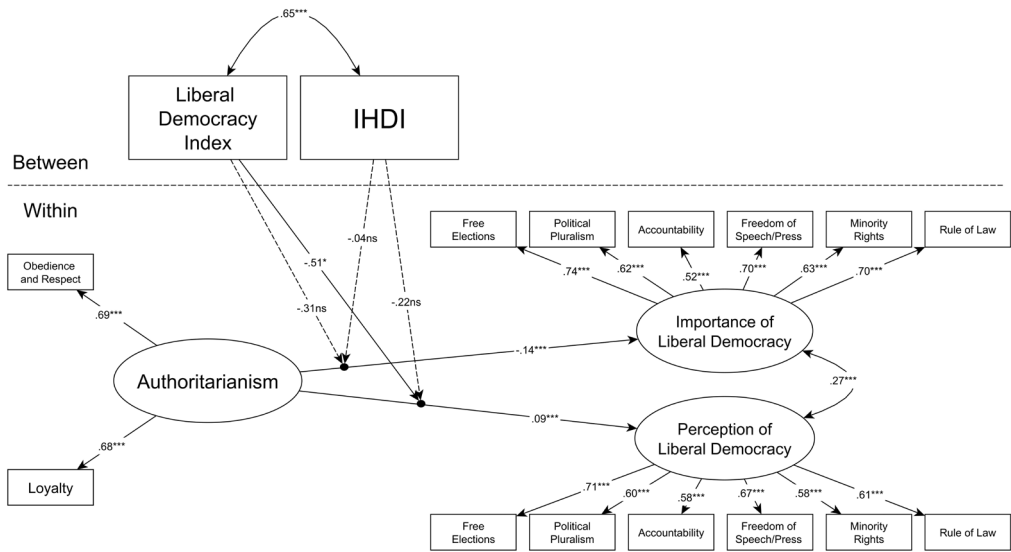 .65***
Liberal
Democracy
Index
IHDI
Between
Within
Free
Elections
Political
Pluralism
Accountability
Freedom of
Speech/Press
Minority
Rights
Rule of Law
.74***
.62***
.52***
.70***
.63***
.70***
Obedience
and Respect
-.04ns
-.51*
-.31ns
-.22ns
.69***
Importance of
Liberal Democracy
-.14***
Authoritarianism
.27***
.09***
Perception of
Liberal Democracy
.68***
Loyalty
.71***
.60***
.58***
.67***
.58***
.61***
Free
Elections
Political
Pluralism
Accountability
Freedom of
Speech/Press
Minority
Rights
Rule of Law